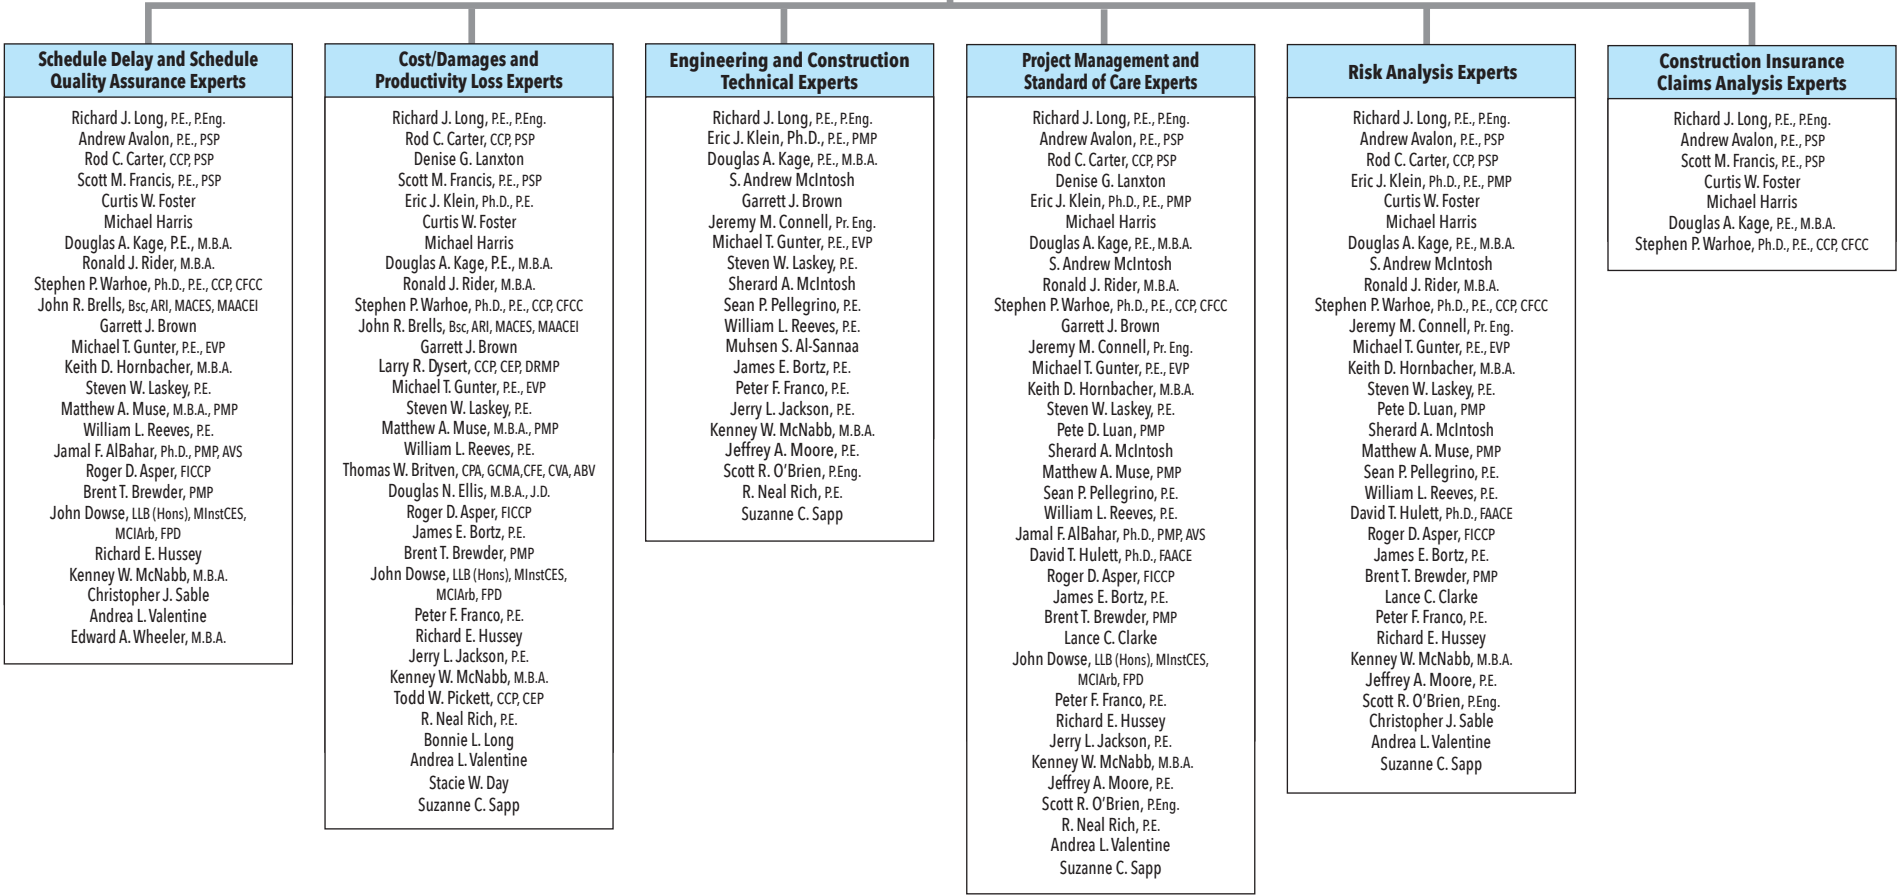 Schedule Delay and Schedule
Quality Assurance Experts
Richard J. Long, P.E., P.Eng.
Andrew Avalon, P.E., PSP
Rod C. Carter, CCP, PSP
Scott M. Francis, P.E., PSP
Curtis W. Foster
Michael Harris
Douglas A. Kage, P.E., M.B.A.
Ronald J. Rider, M.B.A.
Stephen P. Warhoe, Ph.D., P.E., CCP, CFCC
John R. Brells, Bsc, ARI, MACES, MAACEI
Garrett J. Brown
Michael T. Gunter, P.E., EVP
Keith D. Hornbacher, M.B.A.
Steven W. Laskey, P.E.
Matthew A. Muse, M.B.A., PMP
William L. Reeves, P.E.
Jamal F. AlBahar, Ph.D., PMP, AVS
Roger D. Asper, FICCP
Brent T. Brewder, PMP
John Dowse, LLB (Hons), MInstCES,
MCIArb, FPD
Richard E. Hussey
Kenney W. McNabb, M.B.A.
Christopher J. Sable
Andrea L. Valentine
Edward A. Wheeler, M.B.A.
Cost/Damages and
Productivity Loss Experts
Richard J. Long, P.E., P.Eng.
Rod C. Carter, CCP, PSP
Denise G. Lanxton
Scott M. Francis, P.E., PSP
Eric J. Klein, Ph.D., P.E.
Curtis W. Foster
Michael Harris
Douglas A. Kage, P.E., M.B.A.
Ronald J. Rider, M.B.A.
Stephen P. Warhoe, Ph.D., P.E., CCP, CFCC
John R. Brells, Bsc, ARI, MACES, MAACEI
Garrett J. Brown
Larry R. Dysert, CCP, CEP, DRMP
Michael T. Gunter, P.E., EVP
Steven W. Laskey, P.E.
Matthew A. Muse, M.B.A., PMP
William L. Reeves, P.E.
Thomas W. Britven, CPA, GCMA,CFE, CVA, ABV
Douglas N. Ellis, M.B.A., J.D.
Roger D. Asper, FICCP
James E. Bortz, P.E.
Brent T. Brewder, PMP
John Dowse, LLB (Hons), MInstCES,
MCIArb, FPD
Peter F. Franco, P.E.
Richard E. Hussey
Jerry L. Jackson, P.E.
Kenney W. McNabb, M.B.A.
Todd W. Pickett, CCP, CEP
R. Neal Rich, P.E.
Bonnie L. Long
Andrea L. Valentine
Stacie W. Day
Suzanne C. Sapp
Engineering and Construction
Technical Experts
Richard J. Long, P.E., P.Eng.
Eric J. Klein, Ph.D., P.E., PMP
Douglas A. Kage, P.E., M.B.A.
S. Andrew McIntosh
Garrett J. Brown
Jeremy M. Connell, Pr. Eng.
Michael T. Gunter, P.E., EVP
Steven W. Laskey, P.E.
Sherard A. McIntosh
Sean P. Pellegrino, P.E.
William L. Reeves, P.E.
Muhsen S. Al-Sannaa
James E. Bortz, P.E.
Peter F. Franco, P.E.
Jerry L. Jackson, P.E.
Kenney W. McNabb, M.B.A.
Jeffrey A. Moore, P.E.
Scott R. O’Brien, P.Eng.
R. Neal Rich, P.E.
Suzanne C. Sapp
Project Management and
Standard of Care Experts
Richard J. Long, P.E., P.Eng.
Andrew Avalon, P.E., PSP
Rod C. Carter, CCP, PSP
Denise G. Lanxton
Eric J. Klein, Ph.D., P.E., PMP
Michael Harris
Douglas A. Kage, P.E., M.B.A.
S. Andrew McIntosh
Ronald J. Rider, M.B.A.
Stephen P. Warhoe, Ph.D., P.E., CCP, CFCC
Garrett J. Brown
Jeremy M. Connell, Pr. Eng.
Michael T. Gunter, P.E., EVP
Keith D. Hornbacher, M.B.A.
Steven W. Laskey, P.E.
Pete D. Luan, PMP
Sherard A. McIntosh
Matthew A. Muse, PMP
Sean P. Pellegrino, P.E.
William L. Reeves, P.E.
Jamal F. AlBahar, Ph.D., PMP, AVS
David T. Hulett, Ph.D., FAACE
Roger D. Asper, FICCP
James E. Bortz, P.E.
Brent T. Brewder, PMP
Lance C. Clarke
John Dowse, LLB (Hons), MInstCES,
MCIArb, FPD
Peter F. Franco, P.E.
Richard E. Hussey
Jerry L. Jackson, P.E.
Kenney W. McNabb, M.B.A.
Jeffrey A. Moore, P.E.
Scott R. O’Brien, P.Eng.
R. Neal Rich, P.E.
Andrea L. Valentine
Suzanne C. Sapp
Risk Analysis Experts
Richard J. Long, P.E., P.Eng.
Andrew Avalon, P.E., PSP
Rod C. Carter, CCP, PSP
Eric J. Klein, Ph.D., P.E., PMP
Curtis W. Foster
Michael Harris
Douglas A. Kage, P.E., M.B.A.
S. Andrew McIntosh
Ronald J. Rider, M.B.A.
Stephen P. Warhoe, Ph.D., P.E., CCP, CFCC
Jeremy M. Connell, Pr. Eng.
Michael T. Gunter, P.E., EVP
Keith D. Hornbacher, M.B.A.
Steven W. Laskey, P.E.
Pete D. Luan, PMP
Sherard A. McIntosh
Matthew A. Muse, PMP
Sean P. Pellegrino, P.E.
William L. Reeves, P.E.
David T. Hulett, Ph.D., FAACE
Roger D. Asper, FICCP
James E. Bortz, P.E.
Brent T. Brewder, PMP
Lance C. Clarke
Peter F. Franco, P.E.
Richard E. Hussey
Kenney W. McNabb, M.B.A.
Jeffrey A. Moore, P.E.
Scott R. O’Brien, P.Eng.
Christopher J. Sable
Andrea L. Valentine
Suzanne C. Sapp
Construction Insurance
Claims Analysis Experts
Richard J. Long, P.E., P.Eng.
Andrew Avalon, P.E., PSP
Scott M. Francis, P.E., PSP
Curtis W. Foster
Michael Harris
Douglas A. Kage, P.E., M.B.A.
Stephen P. Warhoe, Ph.D., P.E., CCP, CFCC